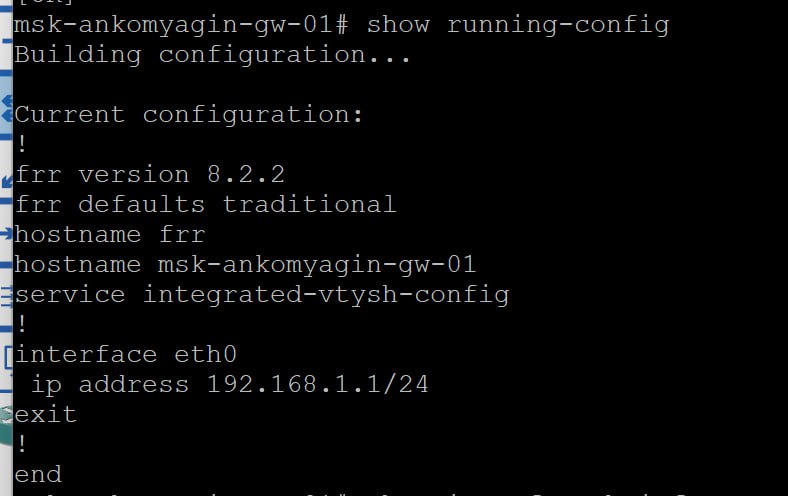 msk-ankomyagin-gw-01# show running-config
Building configuration...
Current configuration:
!
frr version 8.2.2
frr defaults traditional
hostname frr
hostname msk-ankomyagin-gw-01
service integrated-vtysh-config
!
interface eth0
 ip address 192.168.1.1/24
exit
!
end